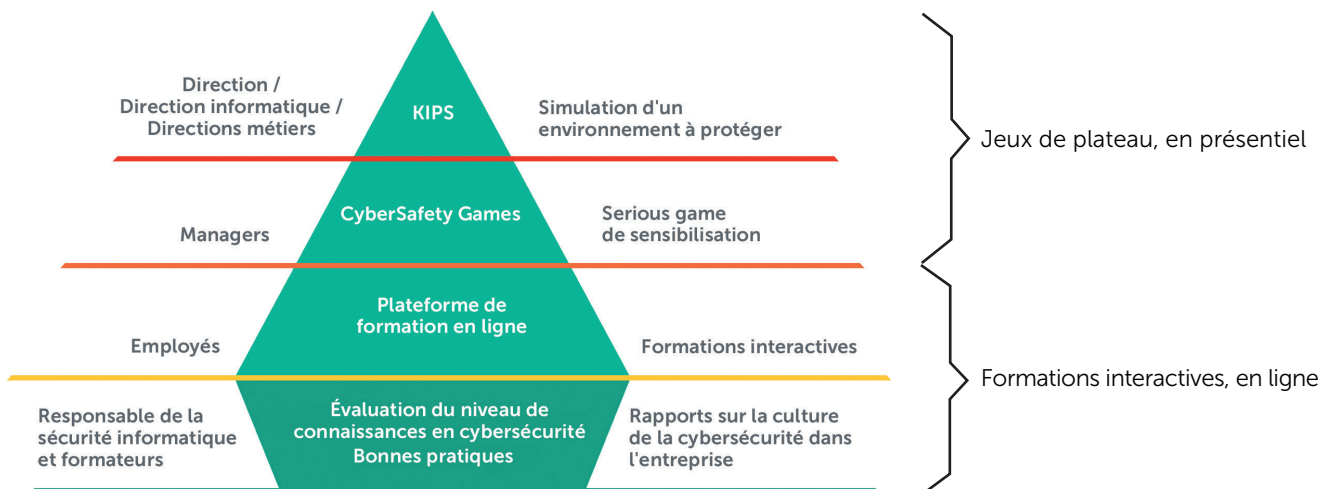 Direction /
Direction informatique /
Directions métiers
KIPS
Simulation d'un
environnement à protéger
Jeux de plateau, en présentiel
Managers
CyberSafety Games
Serious game
de sensibilisation
Employés
Plateforme de
formation en ligne
Formations interactives
Formations interactives, en ligne
Responsable de la
sécurité informatique
et formateurs
Évaluation du niveau de
connaissances en cybersécurité
Bonnes pratiques
Rapports sur la culture
de la cybersécurité dans
l'entreprise